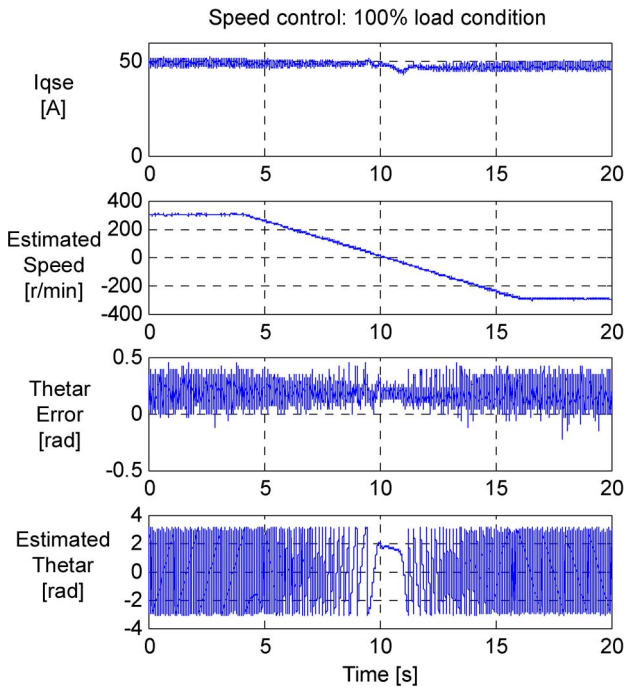 Speed control: 100% load condition
50
0
Iqse
[A]
0 5 10 15 20
400
200
0
-200
-400
Estimated
Speed
[r/min]
0 5 10 15 20
0.5
0
-0.5
Thetar
Error
[rad]
0 5 10 15 20
4
2
0
-2
-4
Estimated
Thetar
[rad]
0 5 10 15 20
Time [s]